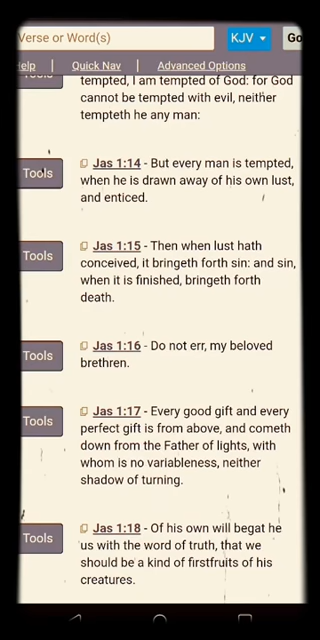 Verse or Word(s) KJV Go
Help | Quick Nav | Advanced Options
Tools
tempted, I am tempted of God: for God
cannot be tempted with evil, neither
tempteth he any man:
Tools
Jas 1:14 - But every man is tempted,
when he is drawn away of his own lust,
and enticed.
Tools
Jas 1:15 - Then when lust hath
conceived, it bringeth forth sin: and sin,
when it is finished, bringeth forth
death.
Tools
Jas 1:16 - Do not err, my beloved
brethren.
Tools
Jas 1:17 - Every good gift and every
perfect gift is from above, and cometh
down from the Father of lights, with
whom is no variableness, neither
shadow of turning.
Tools
Jas 1:18 - Of his own will begat he
us with the word of truth, that we
should be a kind of firstfruits of his
creatures.